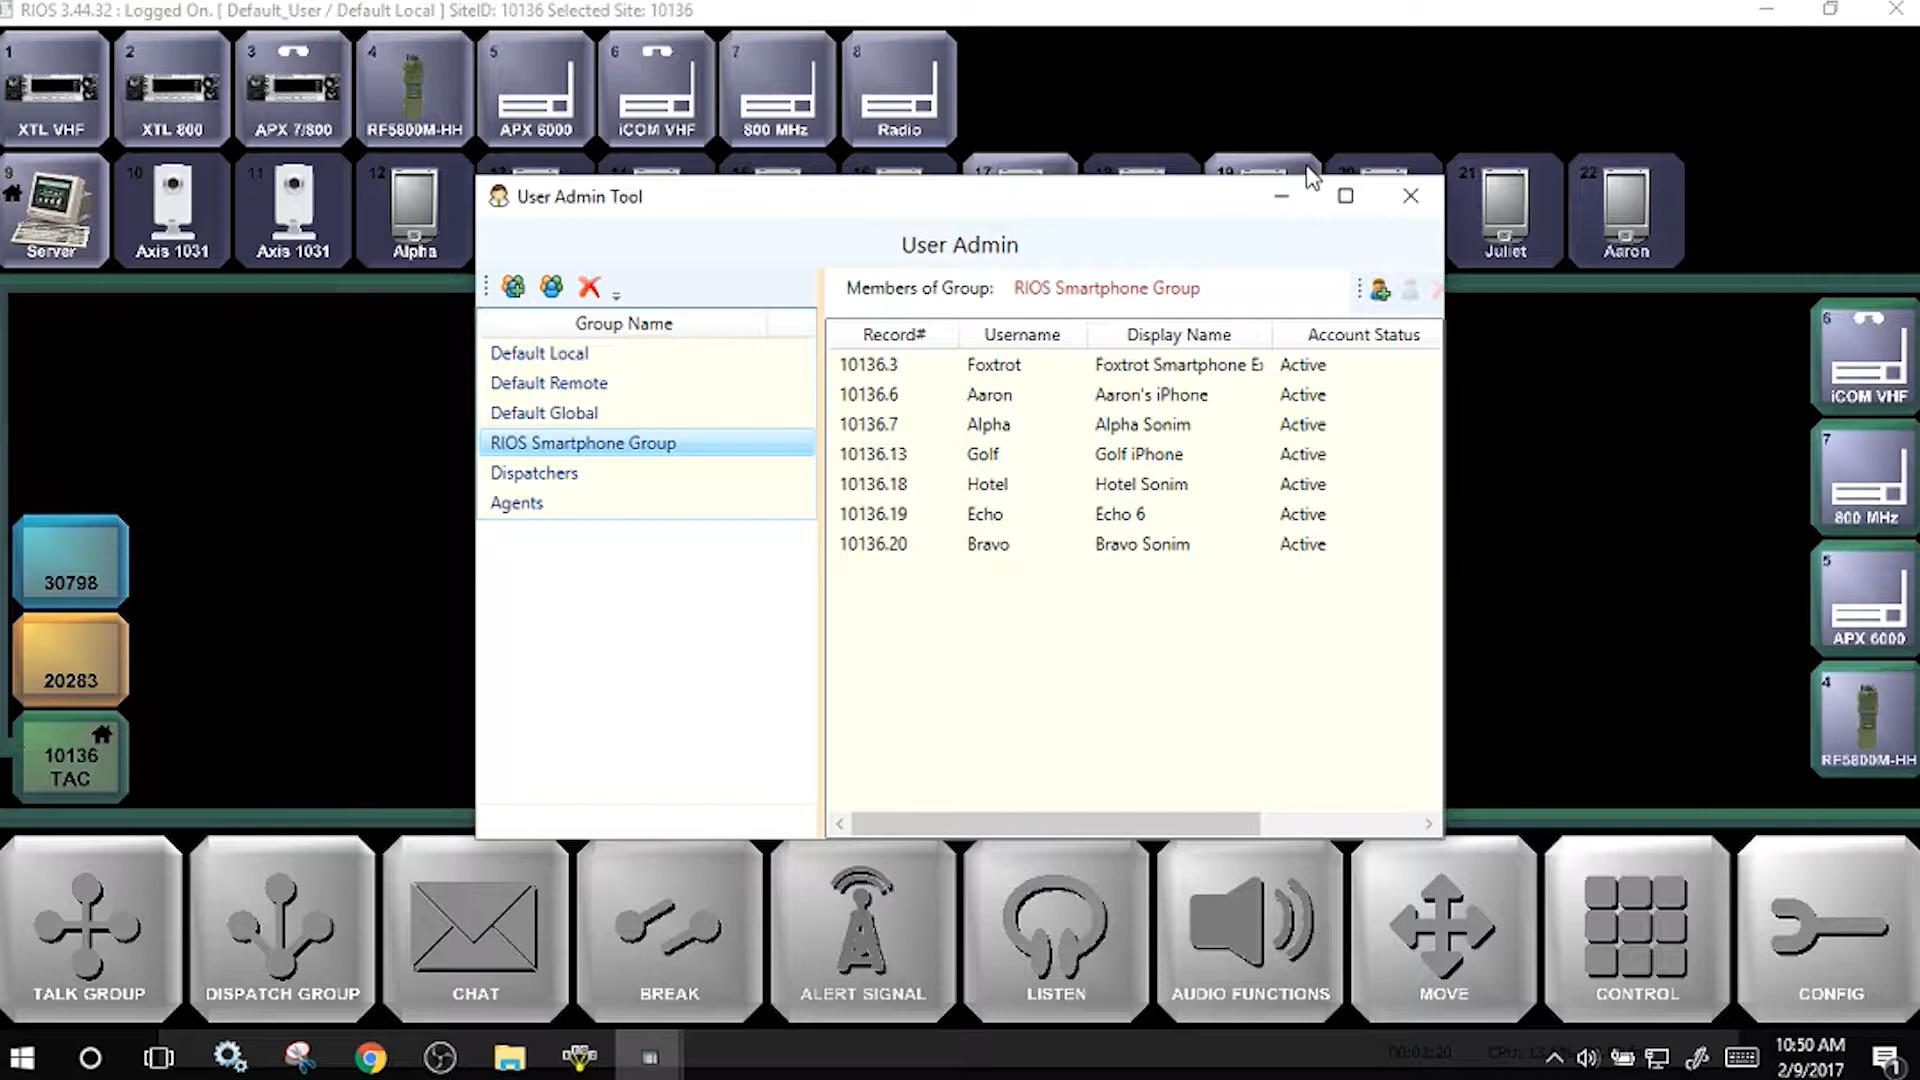 RIOS 3.44.32 : Logged On. [ Default_User / Default Local ] SiteID: 10136 Selected Site: 10136
1
XTL VHF
2
XTL 800
3
APX 7/800
4
RF5800M-HH
5
APX 6000
6
iCOM VHF
7
800 MHz
8
Radio
9
Server
10
Axis 1031
11
Axis 1031
12
Alpha
17
19
21
Juliet
22
Aaron
User Admin Tool
User Admin
Members of Group: RIOS Smartphone Group
Group Name
Default Local
Default Remote
Default Global
RIOS Smartphone Group
Dispatchers
Agents
Record# Username Display Name Account Status
10136.3 Foxtrot Foxtrot Smartphone Active
10136.6 Aaron Aaron's iPhone Active
10136.7 Alpha Alpha Sonim Active
10136.13 Golf Golf iPhone Active
10136.18 Hotel Hotel Sonim Active
10136.19 Echo Echo 6 Active
10136.20 Bravo Bravo Sonim Active
30798
20283
10136
TAC
6
iCOM VHF
7
800 MHz
5
APX 6000
4
RF5800M-HH
TALK GROUP
DISPATCH GROUP
CHAT
BREAK
ALERT SIGNAL
LISTEN
AUDIO FUNCTIONS
MOVE
CONTROL
CONFIG
10:50 AM
2/9/2017
1